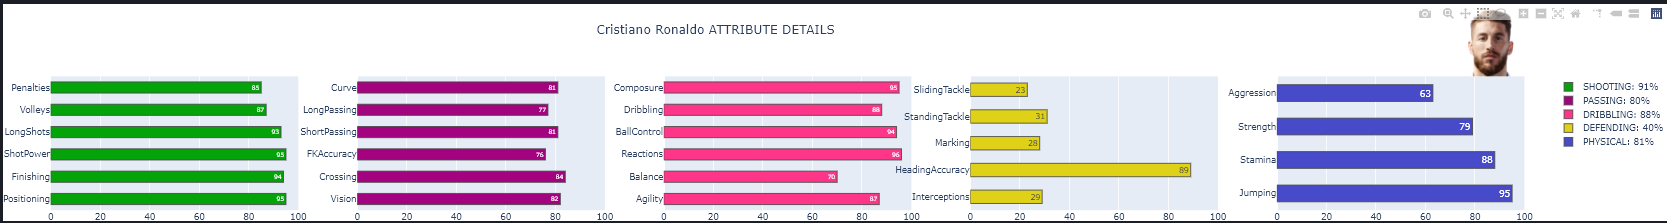 Cristiano Ronaldo ATTRIBUTE DETAILS
Penalties 85
Volleys 87
LongShots 93
ShotPower 95
Finishing 94
Positioning 95
0 20 40 60 80 100
Curve 81
LongPassing 77
ShortPassing 81
FKAccuracy 76
Crossing 84
Vision 82
0 20 40 60 80 100
Composure 95
Dribbling 88
BallControl 94
Reactions 96
Balance 70
Agility 87
0 20 40 60 80 100
SlidingTackle 23
StandingTackle 31
Marking 28
HeadingAccuracy 89
Interceptions 29
0 20 40 60 80 100
Aggression 63
Strength 79
Stamina 88
Jumping 95
0 20 40 60 80 100
SHOOTING: 91%
PASSING: 80%
DRIBBLING: 88%
DEFENDING: 40%
PHYSICAL: 81%